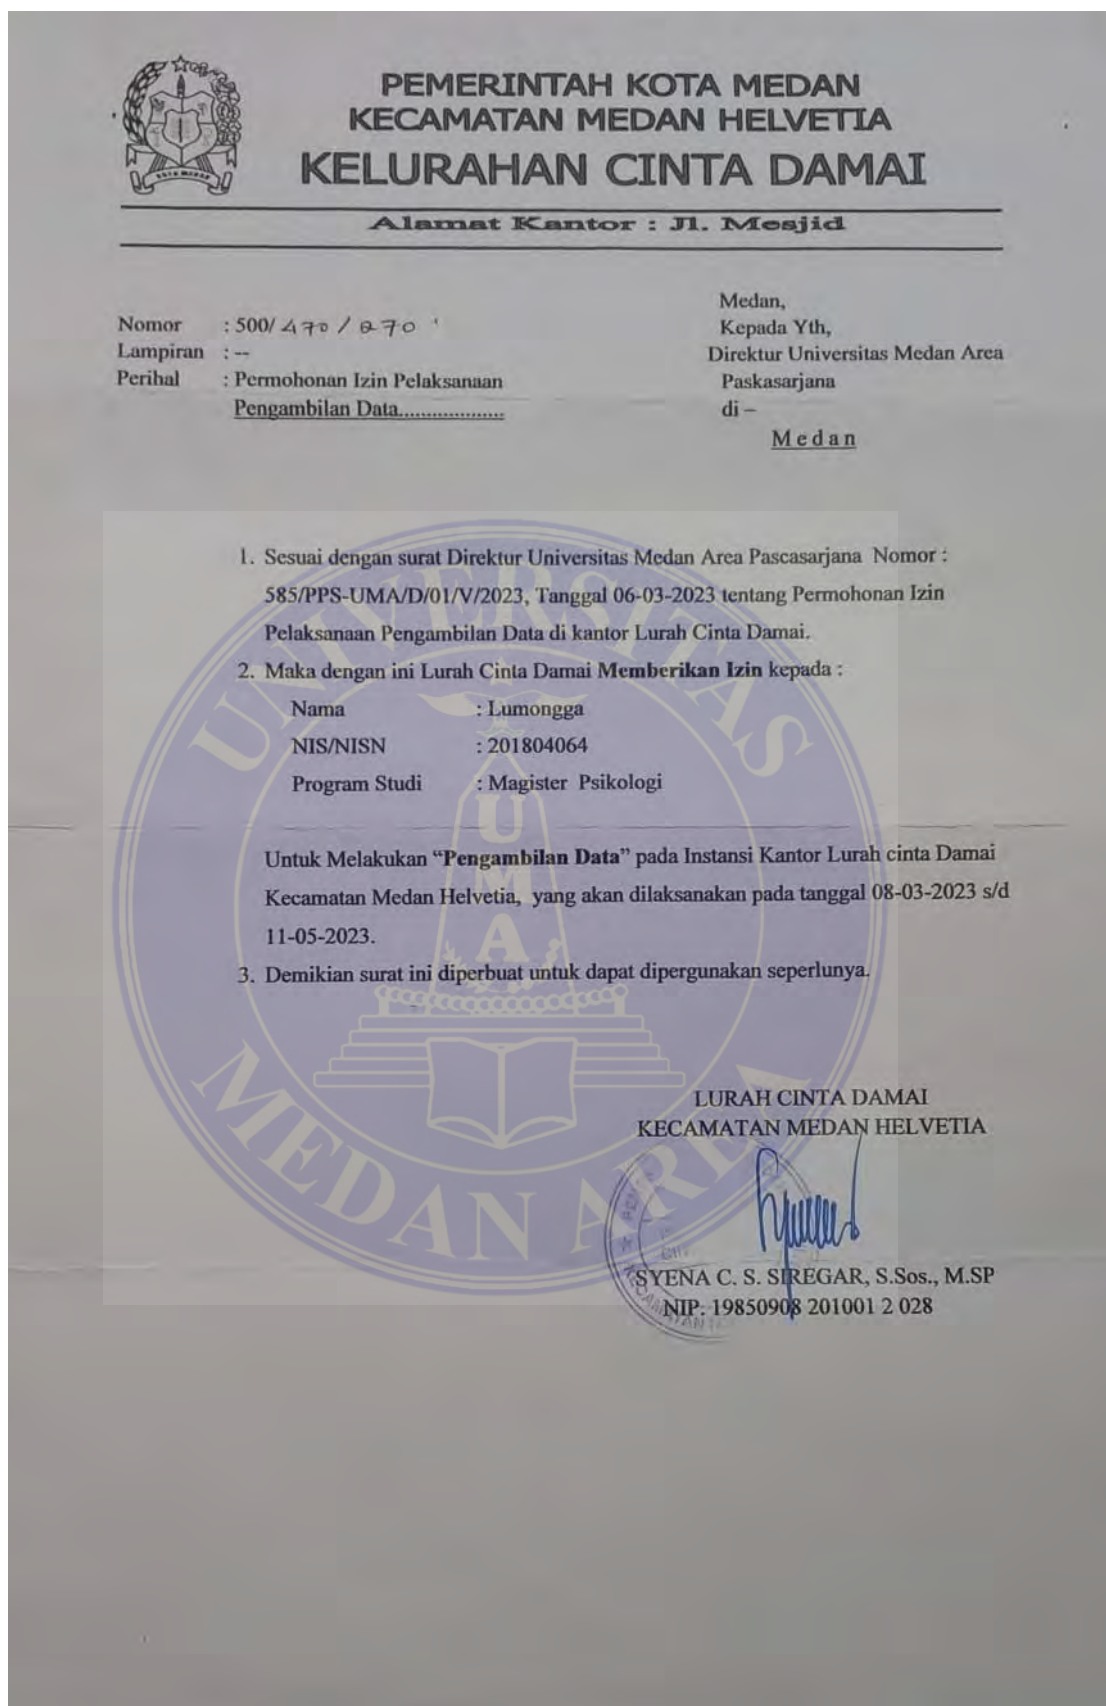 PEMERINTAH KOTA MEDAN
KECAMATAN MEDAN HELVETIA
KELURAHAN CINTA DAMAI
Alamat Kantor : Jl. Mesjid
Medan,
Nomor : 500/ 470 / 270
Kepada Yth,
Lampiran : --
Direktur Universitas Medan Area
Perihal : Permohonan Izin Pelaksanaan
Paskasarjana
Pengambilan Data...................
di –
M e d a n
1. Sesuai dengan surat Direktur Universitas Medan Area Pascasarjana Nomor :
585/PPS-UMA/D/01/V/2023, Tanggal 06-03-2023 tentang Permohonan Izin
Pelaksanaan Pengambilan Data di kantor Lurah Cinta Damai.
2. Maka dengan ini Lurah Cinta Damai Memberikan Izin kepada :
Nama : Lumongga
NIS/NISN : 201804064
Program Studi : Magister Psikologi
Untuk Melakukan “Pengambilan Data” pada Instansi Kantor Lurah cinta Damai
Kecamatan Medan Helvetia, yang akan dilaksanakan pada tanggal 08-03-2023 s/d
11-05-2023.
3. Demikian surat ini diperbuat untuk dapat dipergunakan seperlunya.
LURAH CINTA DAMAI
KECAMATAN MEDAN HELVETIA
SYENA C. S. SIREGAR, S.Sos., M.SP
NIP. 19850908 201001 2 028
UNIVERSITAS
UMA
MEDAN AREA